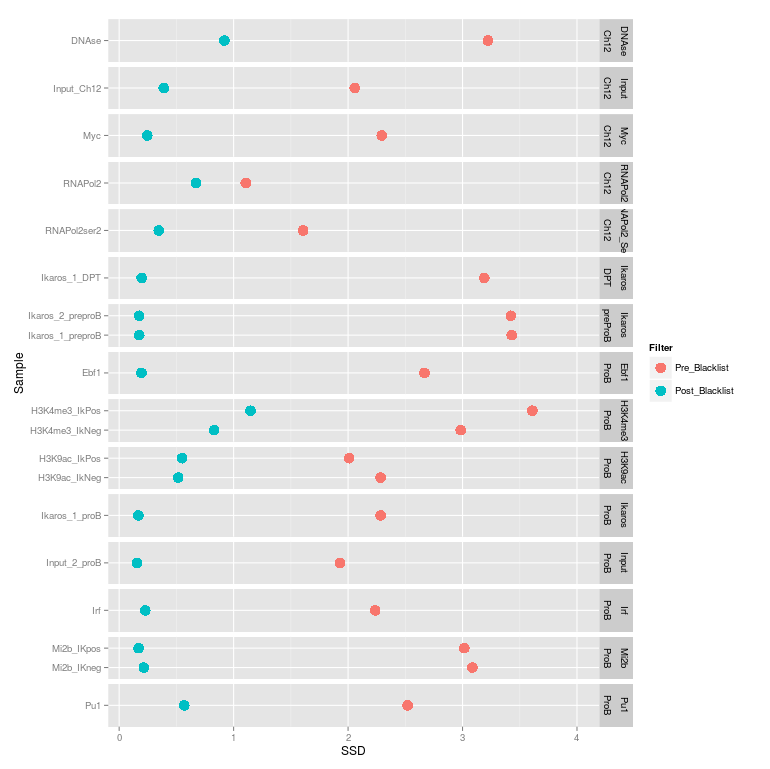 DNAse
Ch12
DNAse
Input_Ch12
Ch12
Input
Myc
Ch12
Myc
RNAPol2
Ch12
RNAPol2
RNAPol2ser2
Ch12
Ikaros_1_DPT
DPT
Ikaros
Ikaros_2_preproB
Ikaros_1_preproB
preProB
Ikaros
Ebf1
ProB
Ebf1
H3K4me3_IkPos
H3K4me3_IkNeg
ProB
H3K4me3
H3K9ac_IkPos
H3K9ac_IkNeg
ProB
H3K9ac
Ikaros_1_proB
ProB
Ikaros
Input_2_proB
ProB
Input
Irf
ProB
Irf
Mi2b_IKpos
Mi2b_IKneg
ProB
Mi2b
Pu1
ProB
Pu1
0 1 2 3 4
SSD
Sample
Filter
Pre_Blacklist
Post_Blacklist